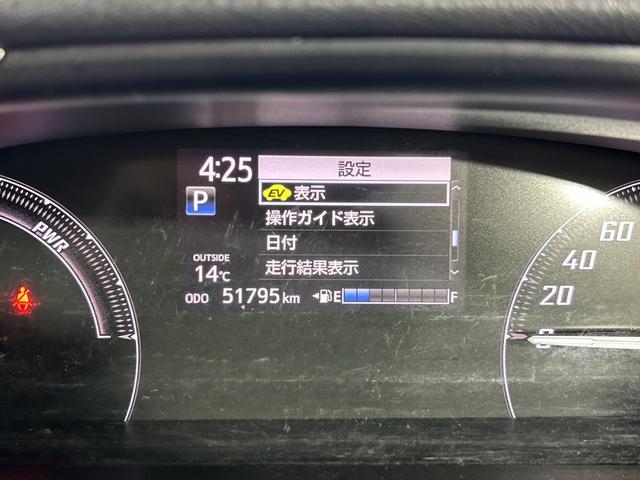 4:25
設定
P
EV 表示
操作ガイド表示
日付
走行結果表示
OUTSIDE
14℃
ODO 51795 km
E F
PWR
60
40
20
0